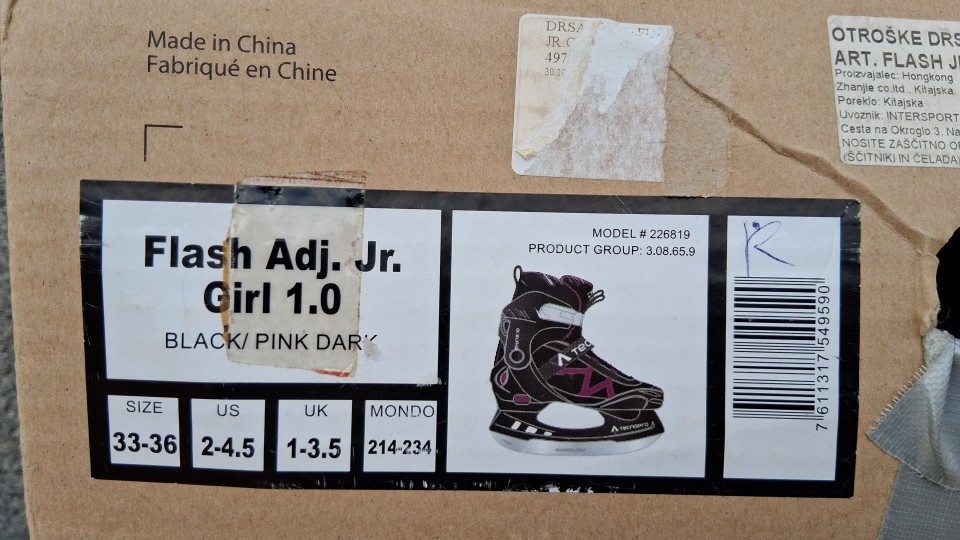 Made in China
Fabriqué en Chine
JR.
497
30.09
OTROŠKE DRS
ART. FLASH J
Proizvajalec: Hongkong
Zhanjie co.ltd., Kitajska
Poreklo: Kitajska
Uvoznik: INTERSPORT
Cesta na Okroglo 3, Na
NOSITE ZAŠČITNO O
(ŠČITNIKI IN ČELADA)
Flash Adj. Jr.
Girl 1.0
BLACK/ PINK DARK
SIZE
33-36
US
2-4.5
UK
1-3.5
MONDO
214-234
MODEL # 226819
PRODUCT GROUP: 3.08.65.9
TECNOPRO
7 611317 549590